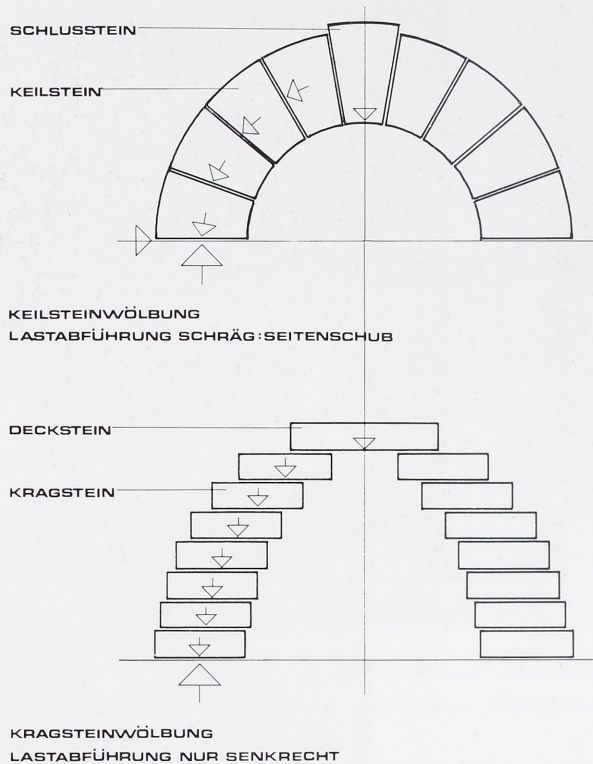 SCHLUSSTEIN
KEILSTEIN
KEILSTEINWÖLBUNG
LASTABFÜHRUNG SCHRÄG: SEITENSCHUB
DECKSTEIN
KRAGSTEIN
KRAGSTEINWÖLBUNG
LASTABFÜHRUNG NUR SENKRECHT